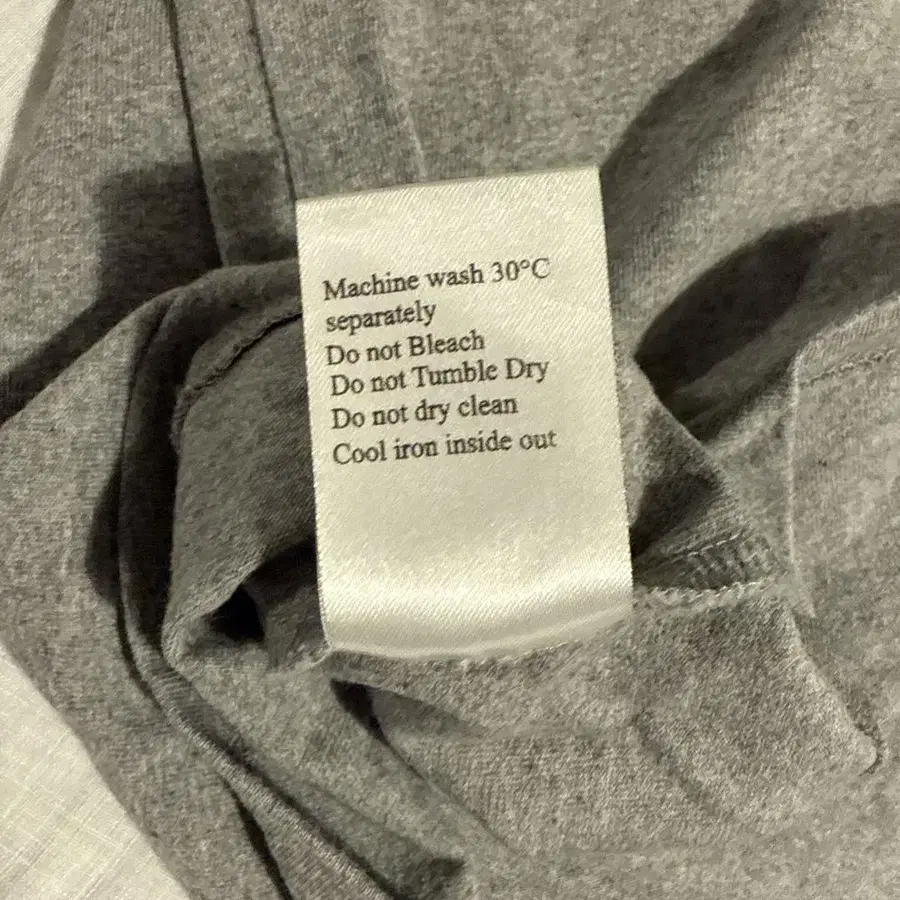 Machine wash 30°C
separately
Do not Bleach
Do not Tumble Dry
Do not dry clean
Cool iron inside out